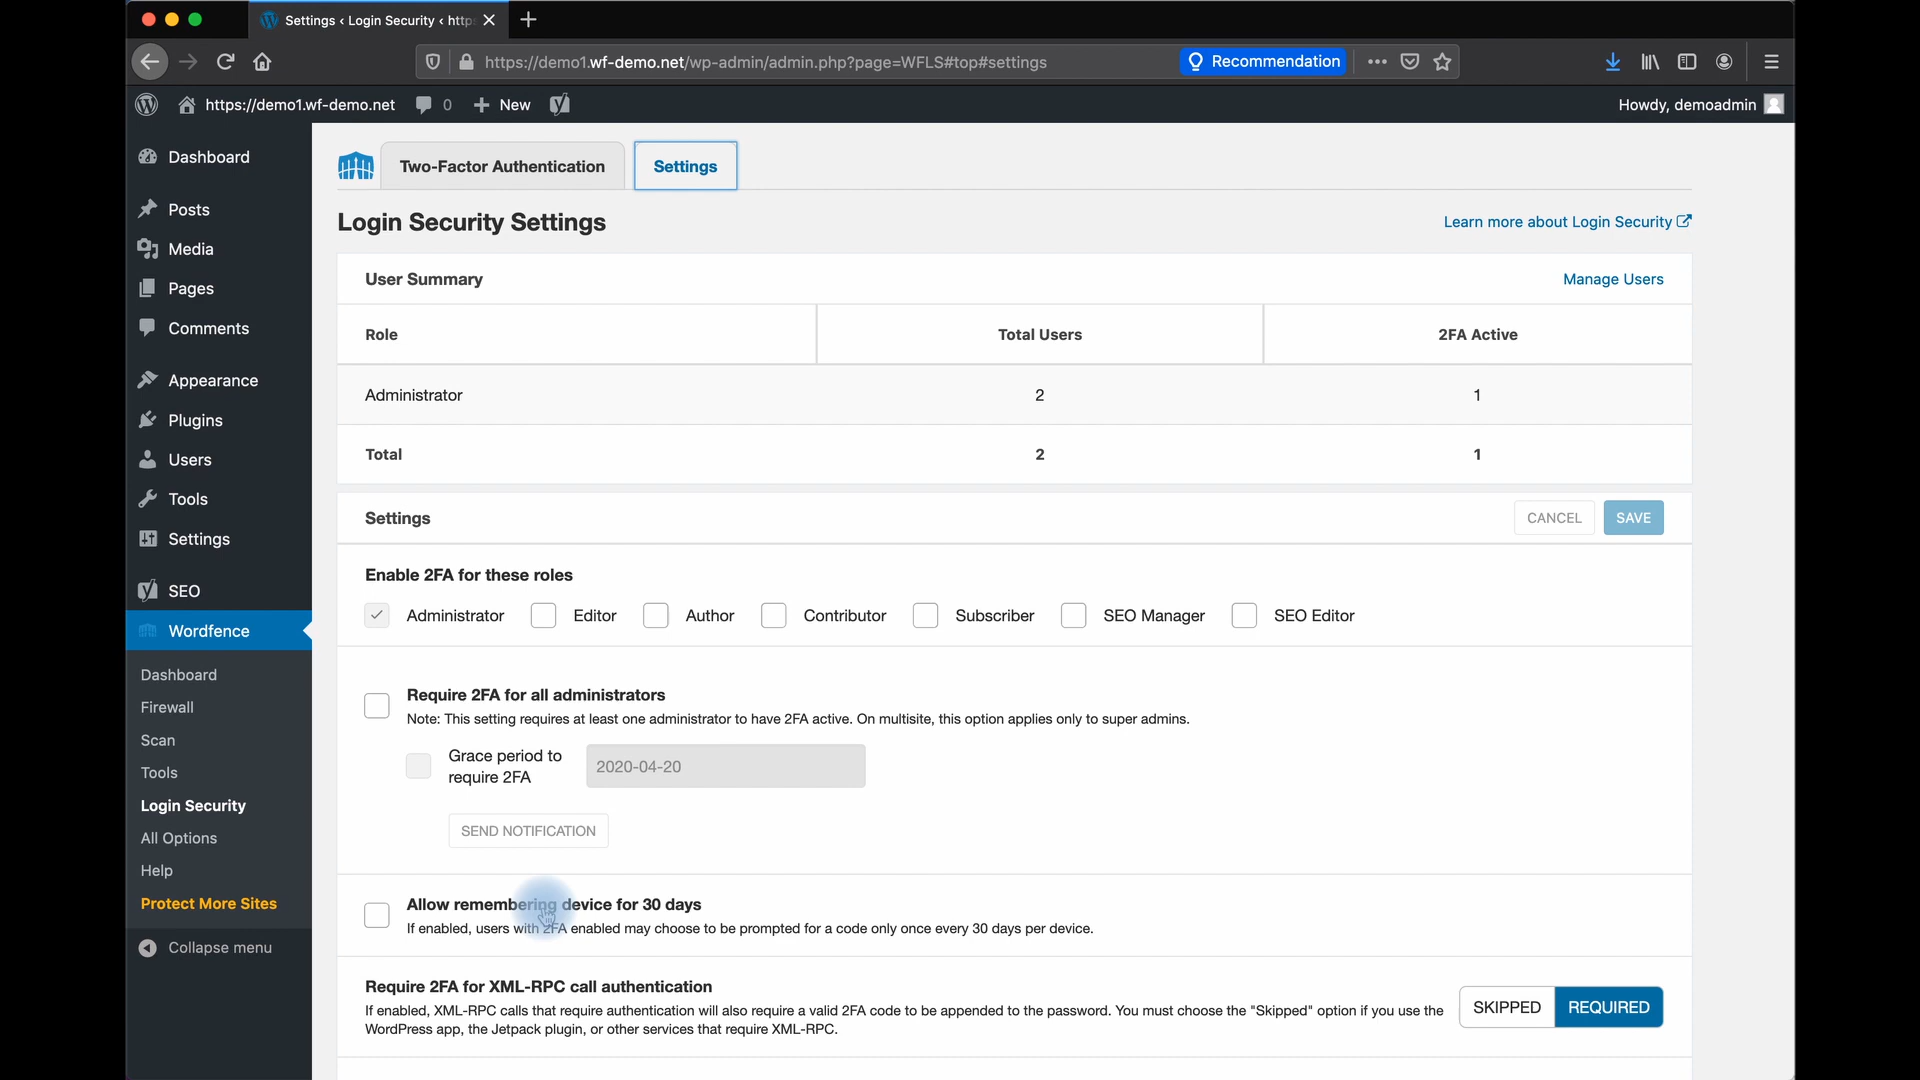 Settings ‹ Login Security ‹ http
https://demo1.wf-demo.net/wp-admin/admin.php?page=WFLS#top#settings
Recommendation
https://demo1.wf-demo.net
0
New
Howdy, demoadmin
Dashboard
Posts
Media
Pages
Comments
Appearance
Plugins
Users
Tools
Settings
SEO
Wordfence
Dashboard
Firewall
Scan
Tools
Login Security
All Options
Help
Protect More Sites
Collapse menu
Two-Factor Authentication
Settings
Login Security Settings
Learn more about Login Security
User Summary
Manage Users
Role Total Users 2FA Active
Administrator 2 1
Total 2 1
Settings
CANCEL
SAVE
Enable 2FA for these roles
Administrator Editor Author Contributor Subscriber SEO Manager SEO Editor
Require 2FA for all administrators
Note: This setting requires at least one administrator to have 2FA active. On multisite, this option applies only to super admins.
Grace period to
require 2FA
2020-04-20
SEND NOTIFICATION
Allow remembering device for 30 days
If enabled, users with 2FA enabled may choose to be prompted for a code only once every 30 days per device.
Require 2FA for XML-RPC call authentication
If enabled, XML-RPC calls that require authentication will also require a valid 2FA code to be appended to the password. You must choose the "Skipped" option if you use the
WordPress app, the Jetpack plugin, or other services that require XML-RPC.
SKIPPED
REQUIRED